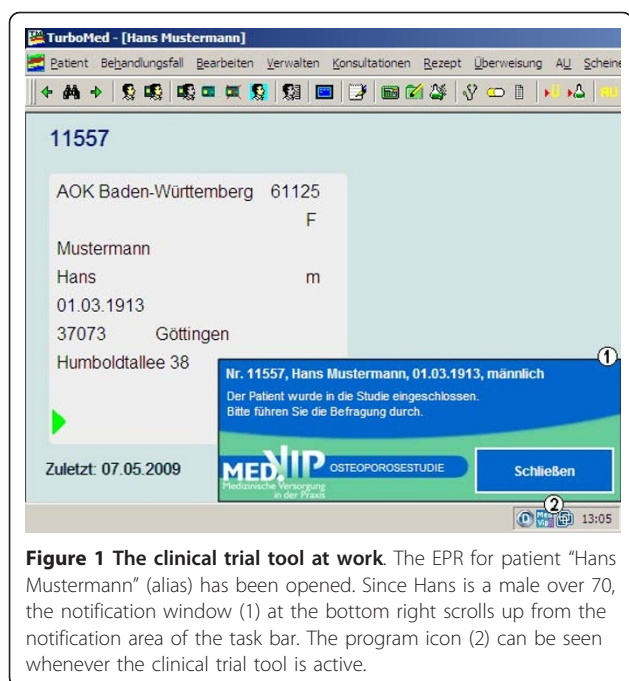 TurboMed - [Hans Mustermann]
Patient Behandlungsfall Bearbeiten Verwalten Konsultationen Rezept Überweisung AU Scheine
11557
AOK Baden-Württemberg 61125
F
Mustermann
Hans m
01.03.1913
37073 Göttingen
Humboldtallee 38
1
Nr. 11557, Hans Mustermann, 01.03.1913, männlich
Der Patient wurde in die Studie eingeschlossen.
Bitte führen Sie die Befragung durch.
Zuletzt: 07.05.2009
MED.VIP OSTEOPOROSESTUDIE Schließen
Medizinische Versorgung
in der Praxis
2
Med
Vip
13:05
Figure 1 The clinical trial tool at work. The EPR for patient "Hans
Mustermann" (alias) has been opened. Since Hans is a male over 70,
the notification window (1) at the bottom right scrolls up from the
notification area of the task bar. The program icon (2) can be seen
whenever the clinical trial tool is active.